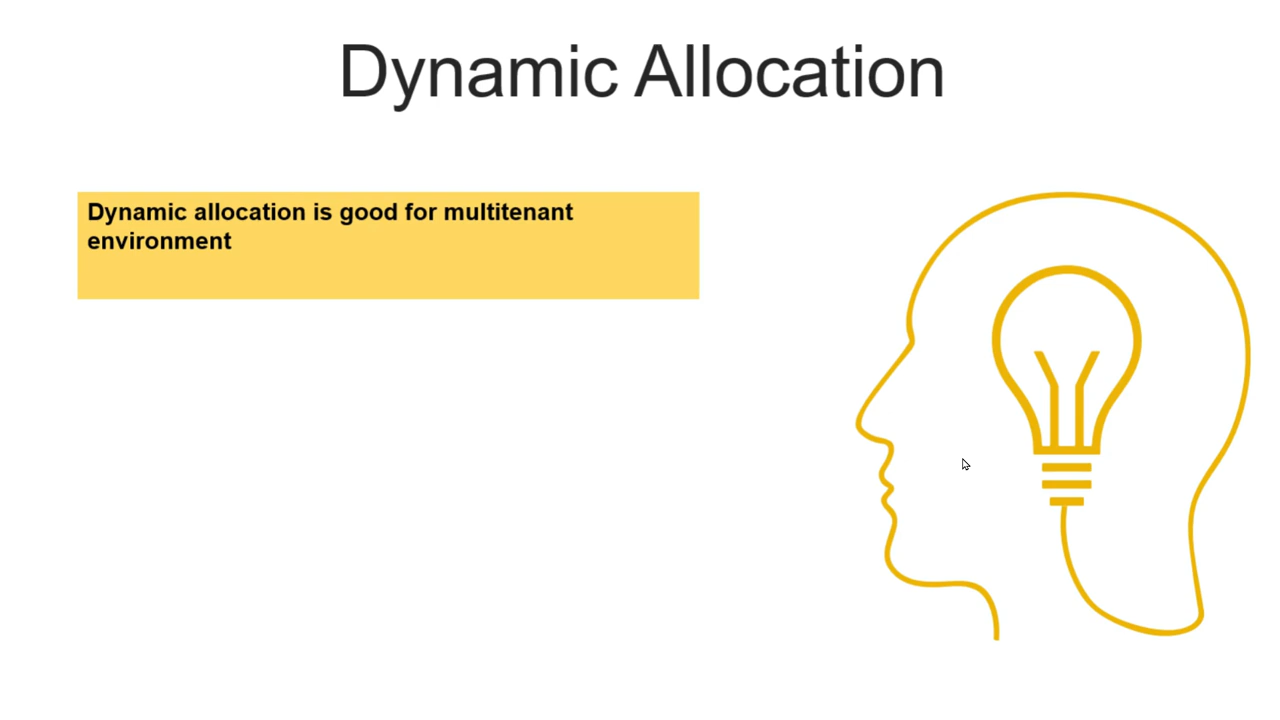 Dynamic Allocation
Dynamic allocation is good for multitenant
environment